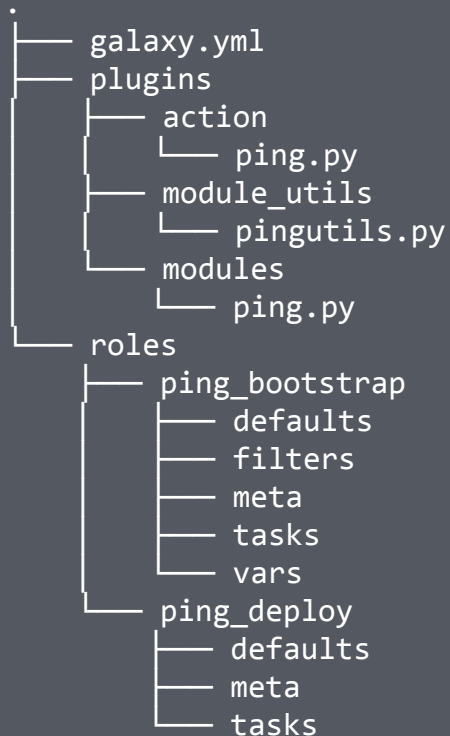 .
├── galaxy.yml
├── plugins
│   ├── action
│   │   └── ping.py
│   ├── module_utils
│   │   └── pingutils.py
│   └── modules
│       └── ping.py
└── roles
    ├── ping_bootstrap
    │   ├── defaults
    │   ├── filters
    │   ├── meta
    │   ├── tasks
    │   └── vars
    └── ping_deploy
        ├── defaults
        ├── meta
        └── tasks